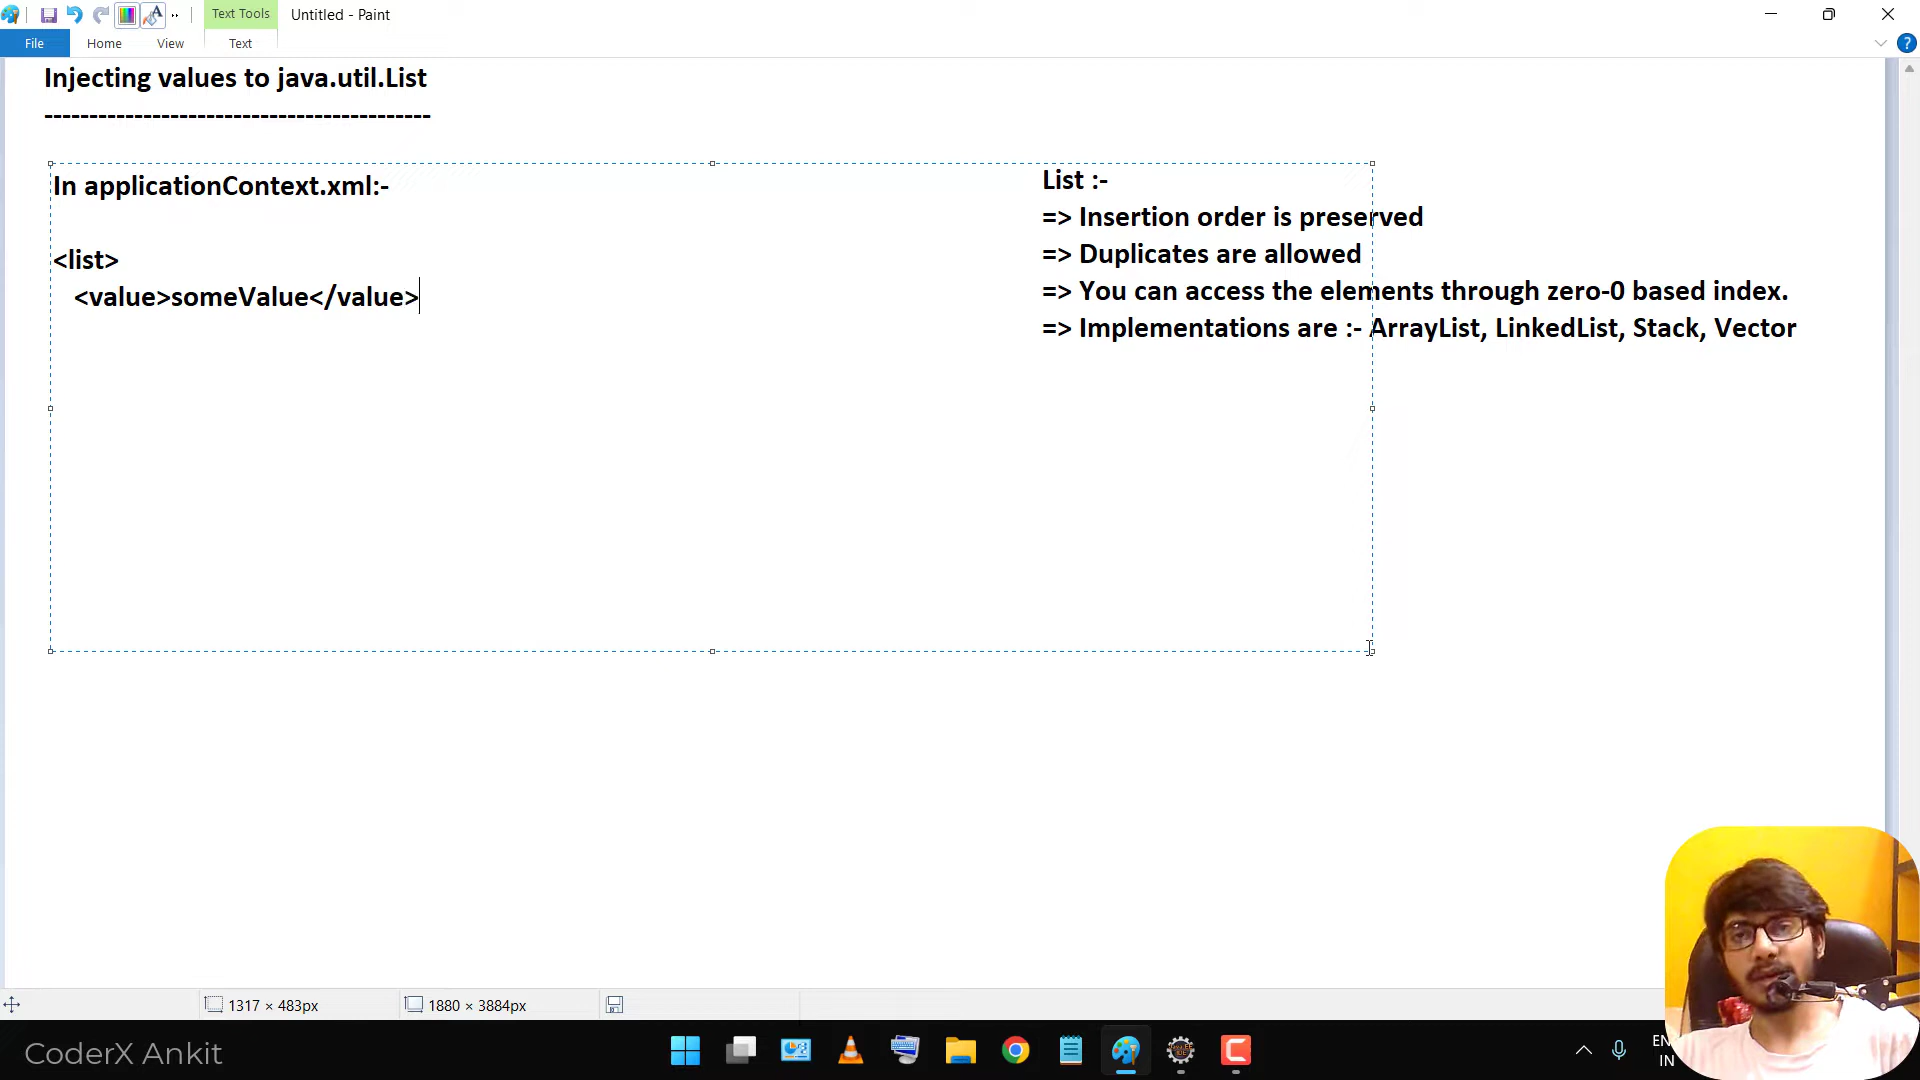 Text Tools
Untitled - Paint
File
Home
View
Text
Injecting values to java.util.List
-------------------------------------------
In applicationContext.xml:-
<list>
<value>someValue</value>
List :-
=> Insertion order is preserved
=> Duplicates are allowed
=> You can access the elements through zero-0 based index.
=> Implementations are :- ArrayList, LinkedList, Stack, Vector
1317 × 483px
1880 × 3884px
CoderX Ankit
IN